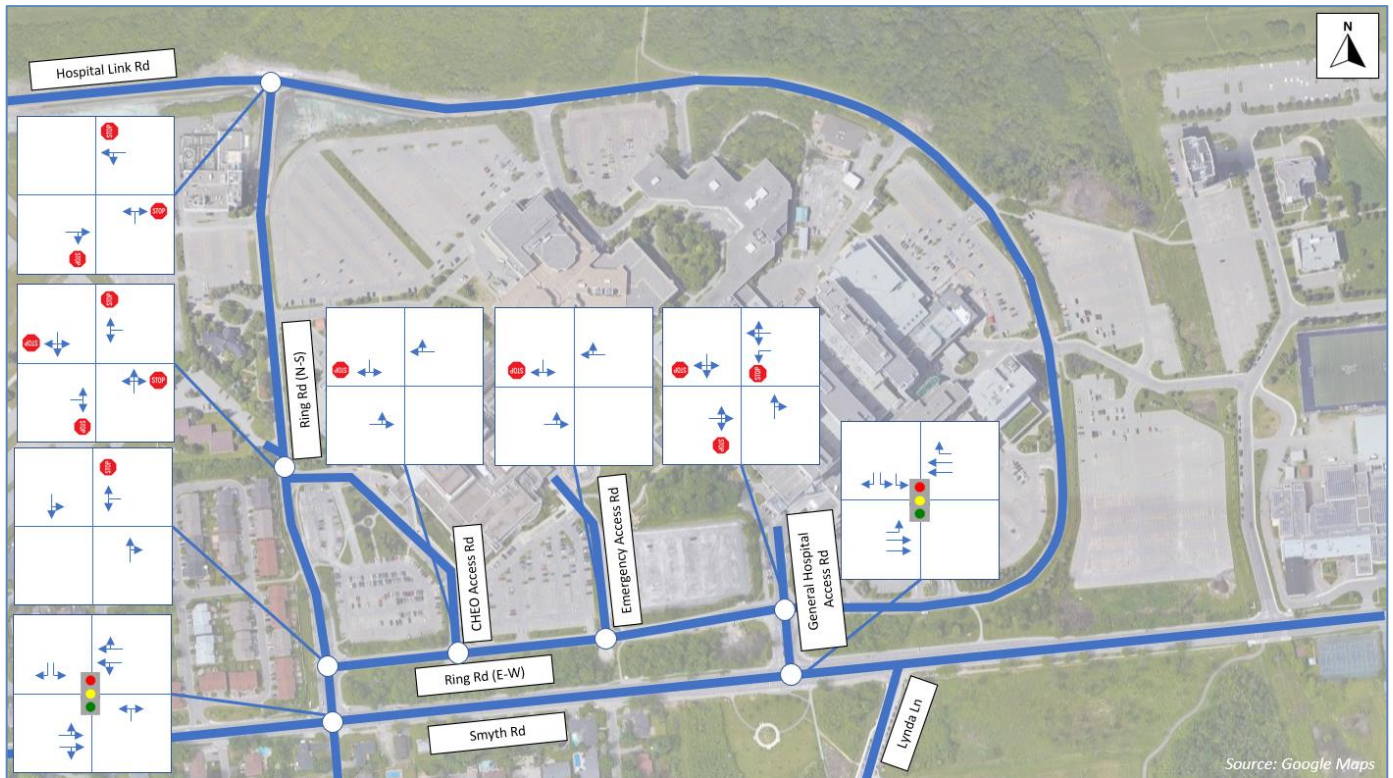 N
Hospital Link Rd
STOP
STOP
STOP
STOP
STOP
STOP
STOP
Ring Rd (N-S)
STOP
STOP
STOP
STOP
STOP
STOP
CHEO Access Rd
Emergency Access Rd
General Hospital
Access Rd
Ring Rd (E-W)
Smyth Rd
Lynda Ln
Source: Google Maps